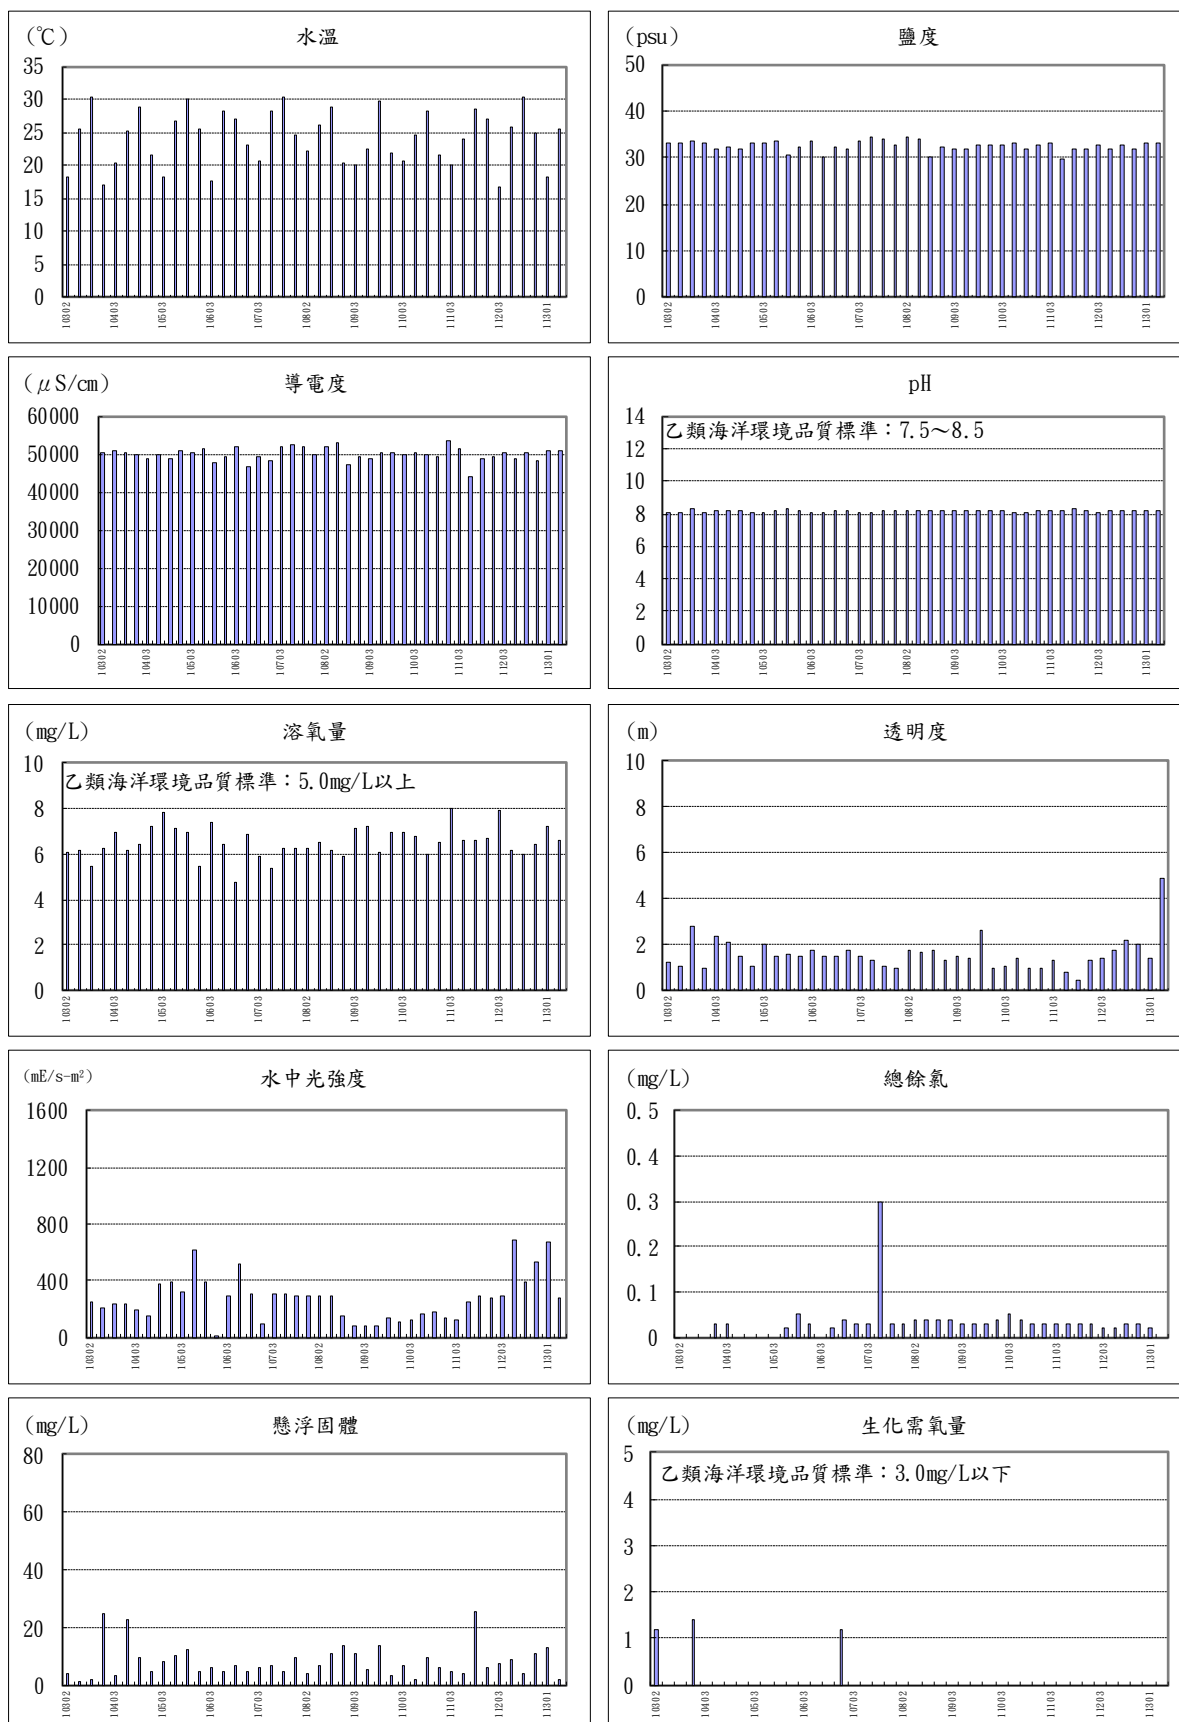 (℃) 水溫
35
30
25
20
15
10
5
0
10302 10403 10503 10603 10703 10802 10903 11003 11103 11203 11301
(psu) 鹽度
50
40
30
20
10
0
10302 10403 10503 10603 10703 10802 10903 11003 11103 11203 11301
(μS/cm) 導電度
60000
50000
40000
30000
20000
10000
0
10302 10403 10503 10603 10703 10802 10903 11003 11103 11203 11301
pH
乙類海洋環境品質標準：7.5～8.5
14
12
10
8
6
4
2
0
10302 10403 10503 10603 10703 10802 10903 11003 11103 11203 11301
(mg/L) 溶氧量
乙類海洋環境品質標準：5.0mg/L以上
10
8
6
4
2
0
10302 10403 10503 10603 10703 10802 10903 11003 11103 11203 11301
(m) 透明度
10
8
6
4
2
0
10302 10403 10503 10603 10703 10802 10903 11003 11103 11203 11301
(mE/s-m²) 水中光強度
1600
1200
800
400
0
10302 10403 10503 10603 10703 10802 10903 11003 11103 11203 11301
(mg/L) 總餘氯
0.5
0.4
0.3
0.2
0.1
0
10302 10403 10503 10603 10703 10802 10903 11003 11103 11203 11301
(mg/L) 懸浮固體
80
60
40
20
0
10302 10403 10503 10603 10703 10802 10903 11003 11103 11203 11301
(mg/L) 生化需氧量
乙類海洋環境品質標準：3.0mg/L以下
5
4
3
2
1
0
10302 10403 10503 10603 10703 10802 10903 11003 11103 11203 11301